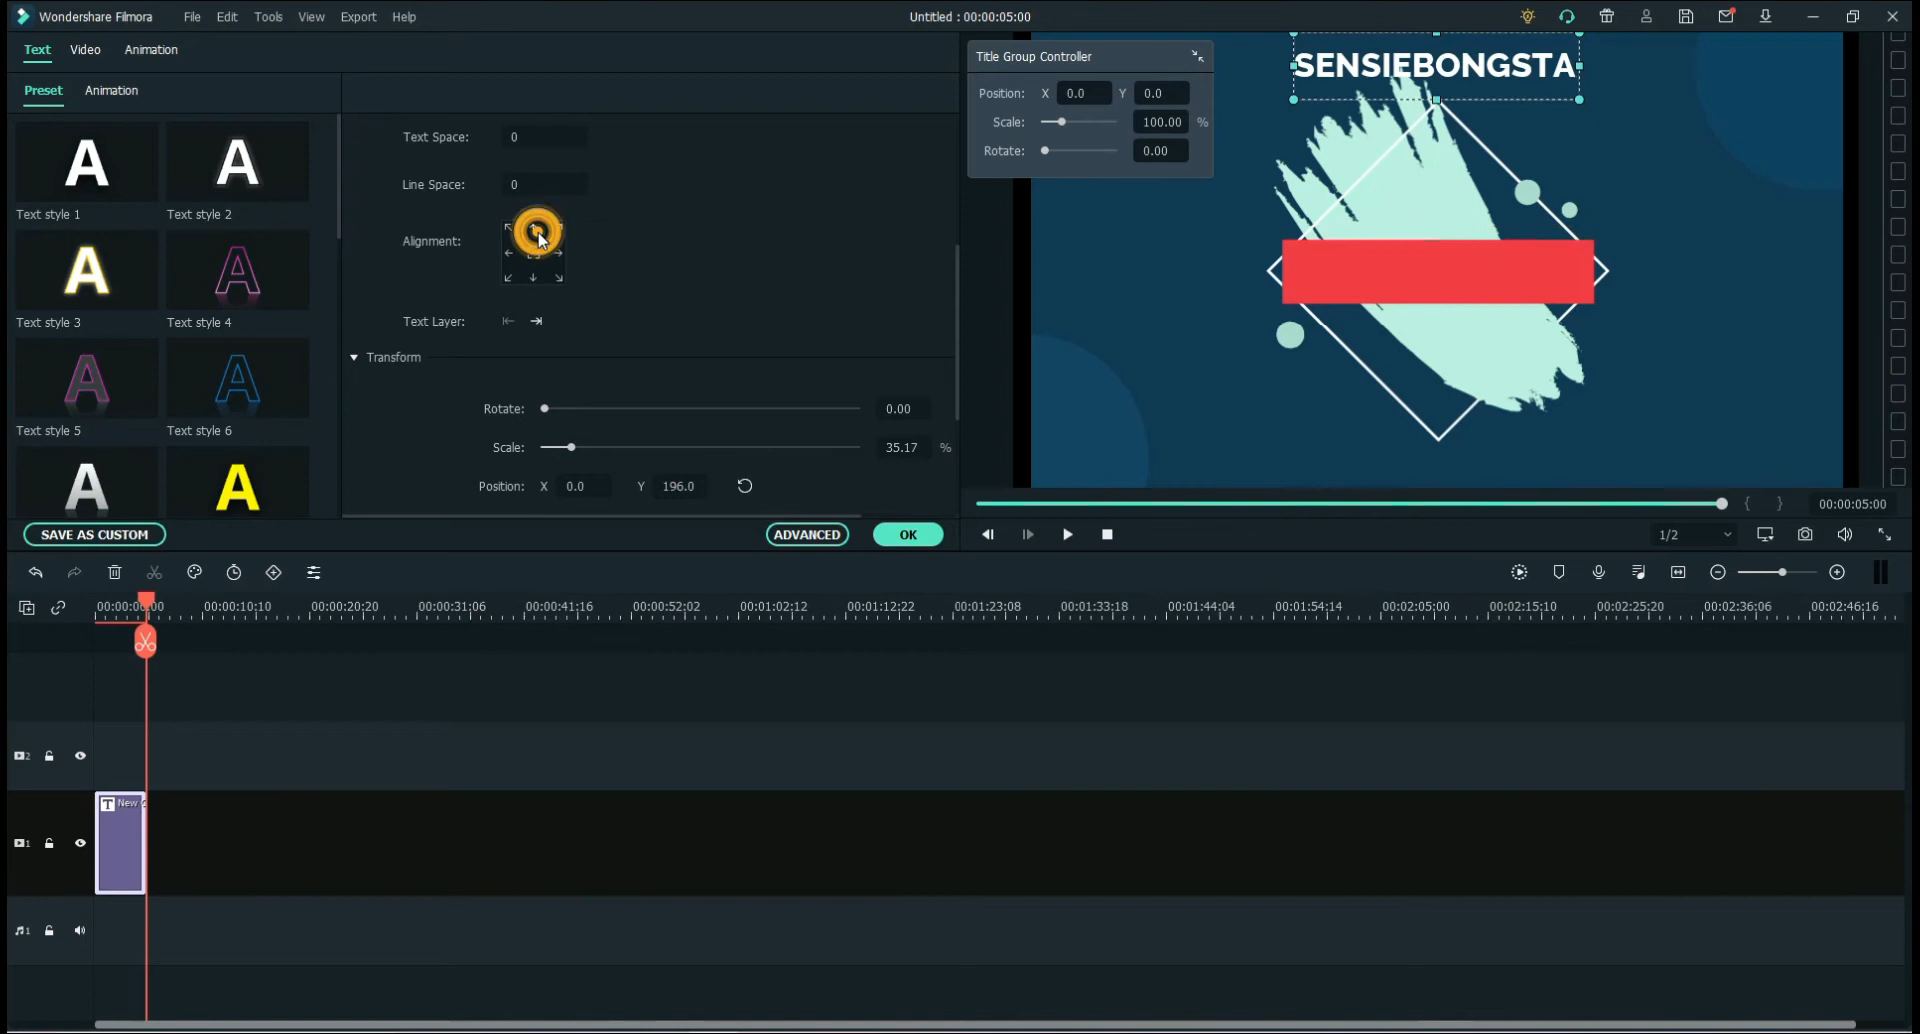 Wondershare Filmora File Edit Tools View Export Help Untitled : 00:00:05:00
Text Video Animation
Preset Animation
Text style 1 Text style 2
Text style 3 Text style 4
Text style 5 Text style 6
Text Space: 0
Line Space: 0
Alignment:
Text Layer:
Transform
Rotate: 0.00
Scale: 35.17 %
Position: X 0.0 Y 196.0
SAVE AS CUSTOM ADVANCED OK
Title Group Controller
Position: X 0.0 Y 0.0
Scale: 100.00 %
Rotate: 0.00
SENSIEBONGSTA
{ } 00:00:05:00
1/2
00:00:00:00 00:00:10:10 00:00:20:20 00:00:31:06 00:00:41:16 00:00:52:02 00:01:02:12 00:01:12:22 00:01:23:08 00:01:33:18 00:01:44:04 00:01:54:14 00:02:05:00 00:02:15:10 00:02:25:20 00:02:36:06 00:02:46:16
2
T New
1
1